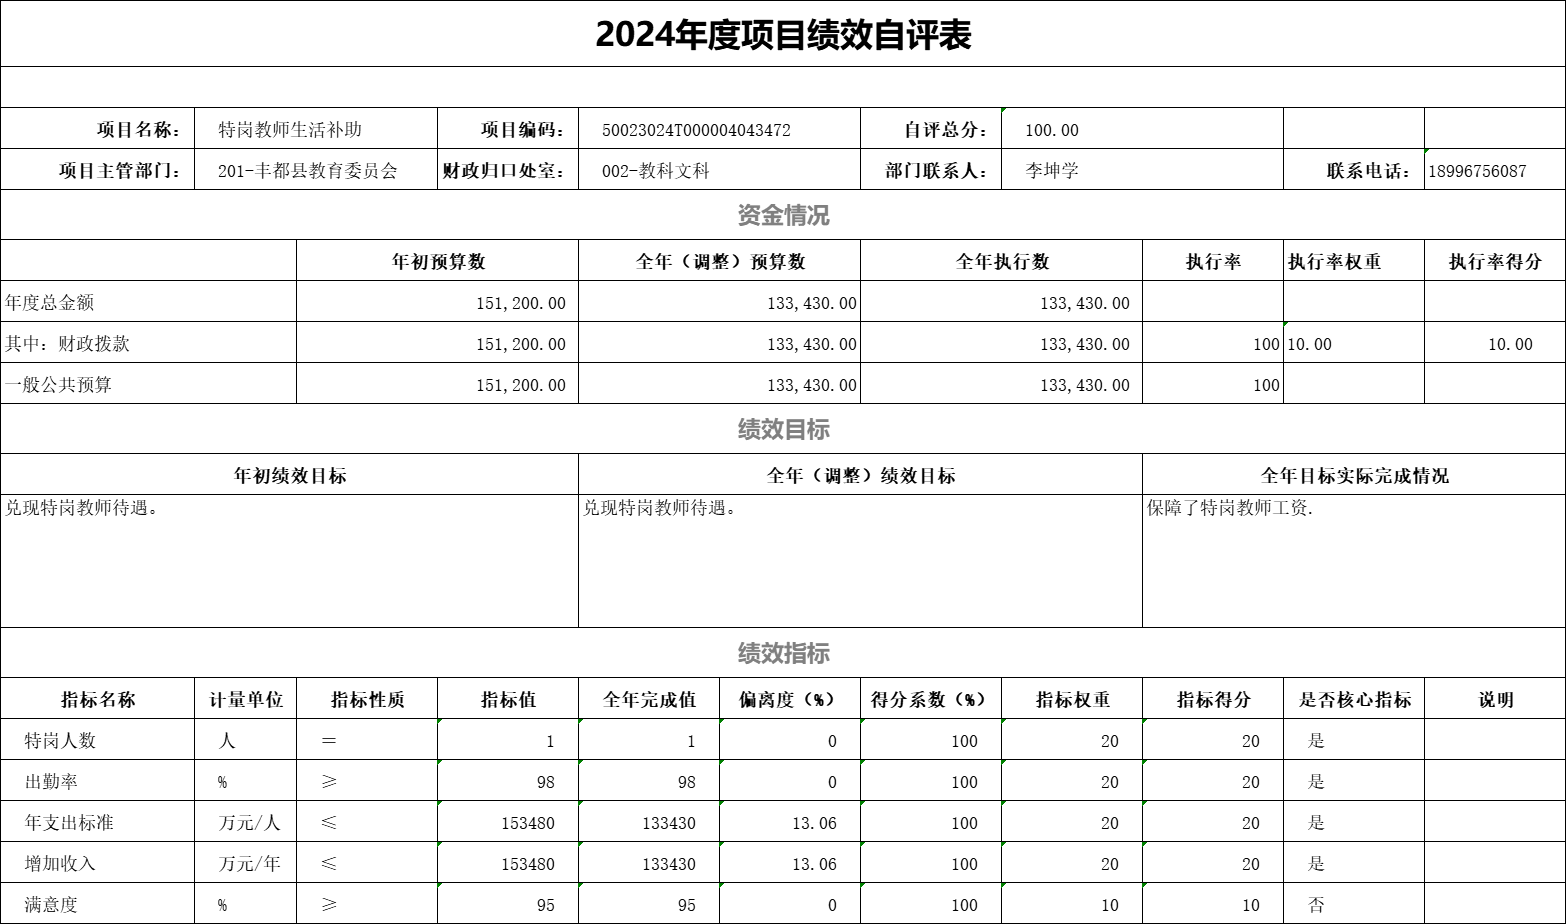 2024年度项目绩效自评表
项目名称： 特岗教师生活补助 项目编码： 50023024T000004043472 自评总分： 100.00
项目主管部门： 201-丰都县教育委员会 财政归口处室： 002-教科文科 部门联系人： 李坤学 联系电话： 18996756087
资金情况
年初预算数 全年（调整）预算数 全年执行数 执行率 执行率权重 执行率得分
年度总金额 151,200.00 133,430.00 133,430.00
其中：财政拨款 151,200.00 133,430.00 133,430.00 100 10.00 10.00
一般公共预算 151,200.00 133,430.00 133,430.00 100
绩效目标
年初绩效目标 全年（调整）绩效目标 全年目标实际完成情况
兑现特岗教师待遇。 兑现特岗教师待遇。 保障了特岗教师工资.
绩效指标
指标名称 计量单位 指标性质 指标值 全年完成值 偏离度（%） 得分系数（%） 指标权重 指标得分 是否核心指标 说明
特岗人数 人 ＝ 1 1 0 100 20 20 是
出勤率 % ≥ 98 98 0 100 20 20 是
年支出标准 万元/人 ≤ 153480 133430 13.06 100 20 20 是
增加收入 万元/年 ≤ 153480 133430 13.06 100 20 20 是
满意度 % ≥ 95 95 0 100 10 10 否